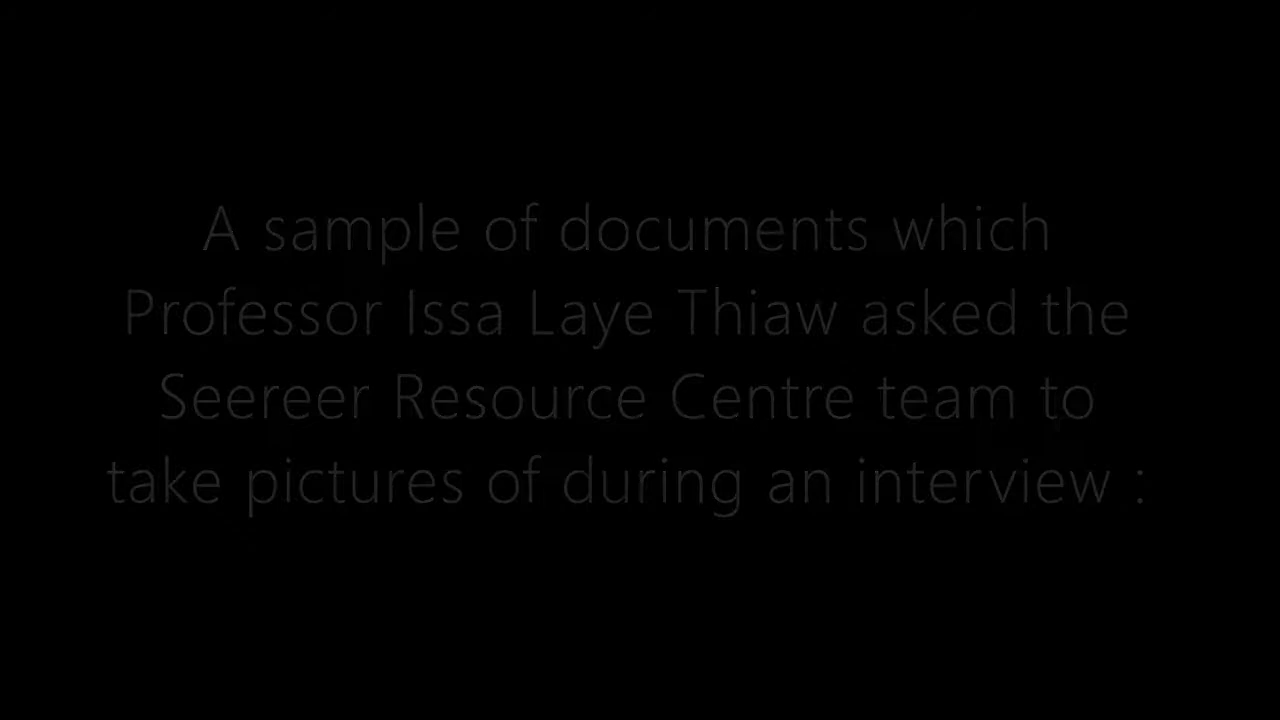 A sample of documents which
Professor Issa Laye Thiaw asked the
Seereer Resource Centre team to
take pictures of during an interview :